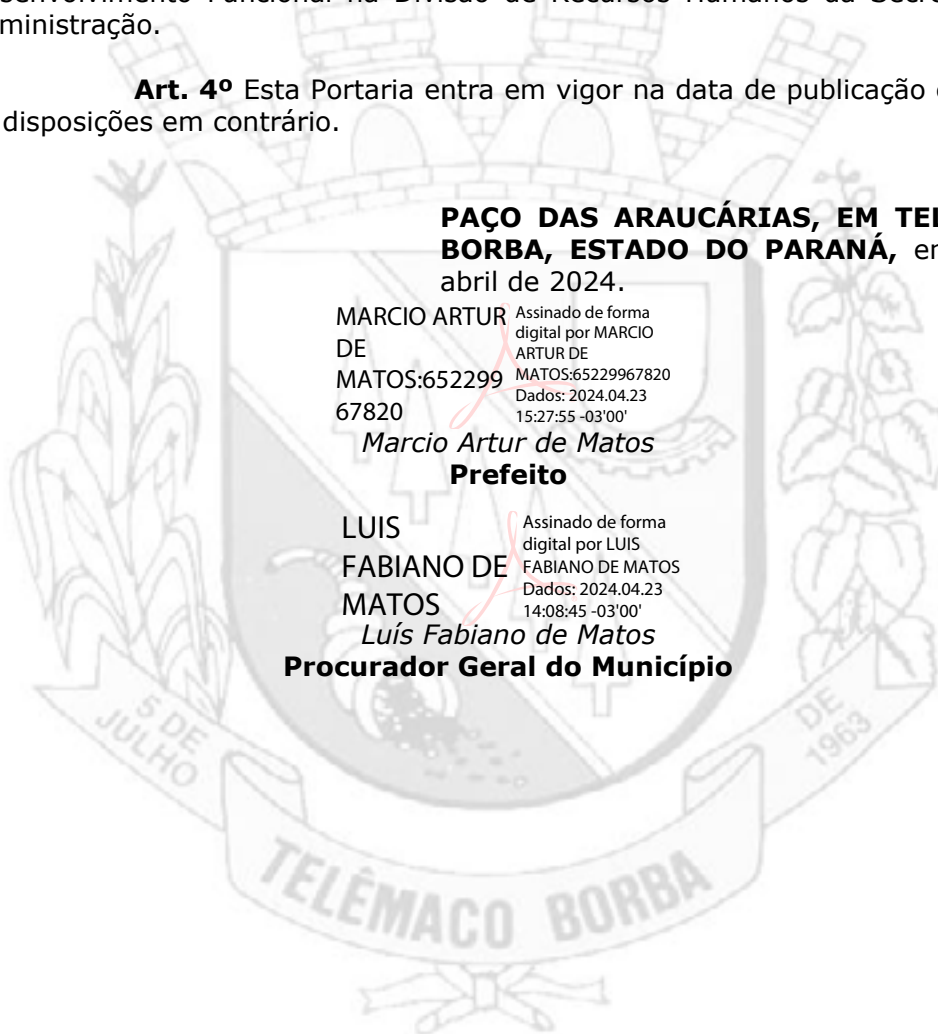 senvolvimento Funcional na Divisão de Recursos Humanos da
ministração.
Art. 4º Esta Portaria entra em vigor na data de publicação
disposições em contrário.
PAÇO DAS ARAUCÁRIAS, EM
BORBA, ESTADO DO PARANÁ,
abril de 2024.
MARCIO ARTUR
DE
MATOS:652299
67820
Assinado de forma
digital por MARCIO
ARTUR DE
MATOS:65229967820
Dados: 2024.04.23
15:27:55 -03'00'
Marcio Artur de Matos
Prefeito
LUIS
FABIANO DE
MATOS
Assinado de forma
digital por LUIS
FABIANO DE MATOS
Dados: 2024.04.23
14:08:45 -03'00'
Luís Fabiano de Matos
Procurador Geral do Município
5 DE
JULHO
DE
1963
TELÊMACO BORBA